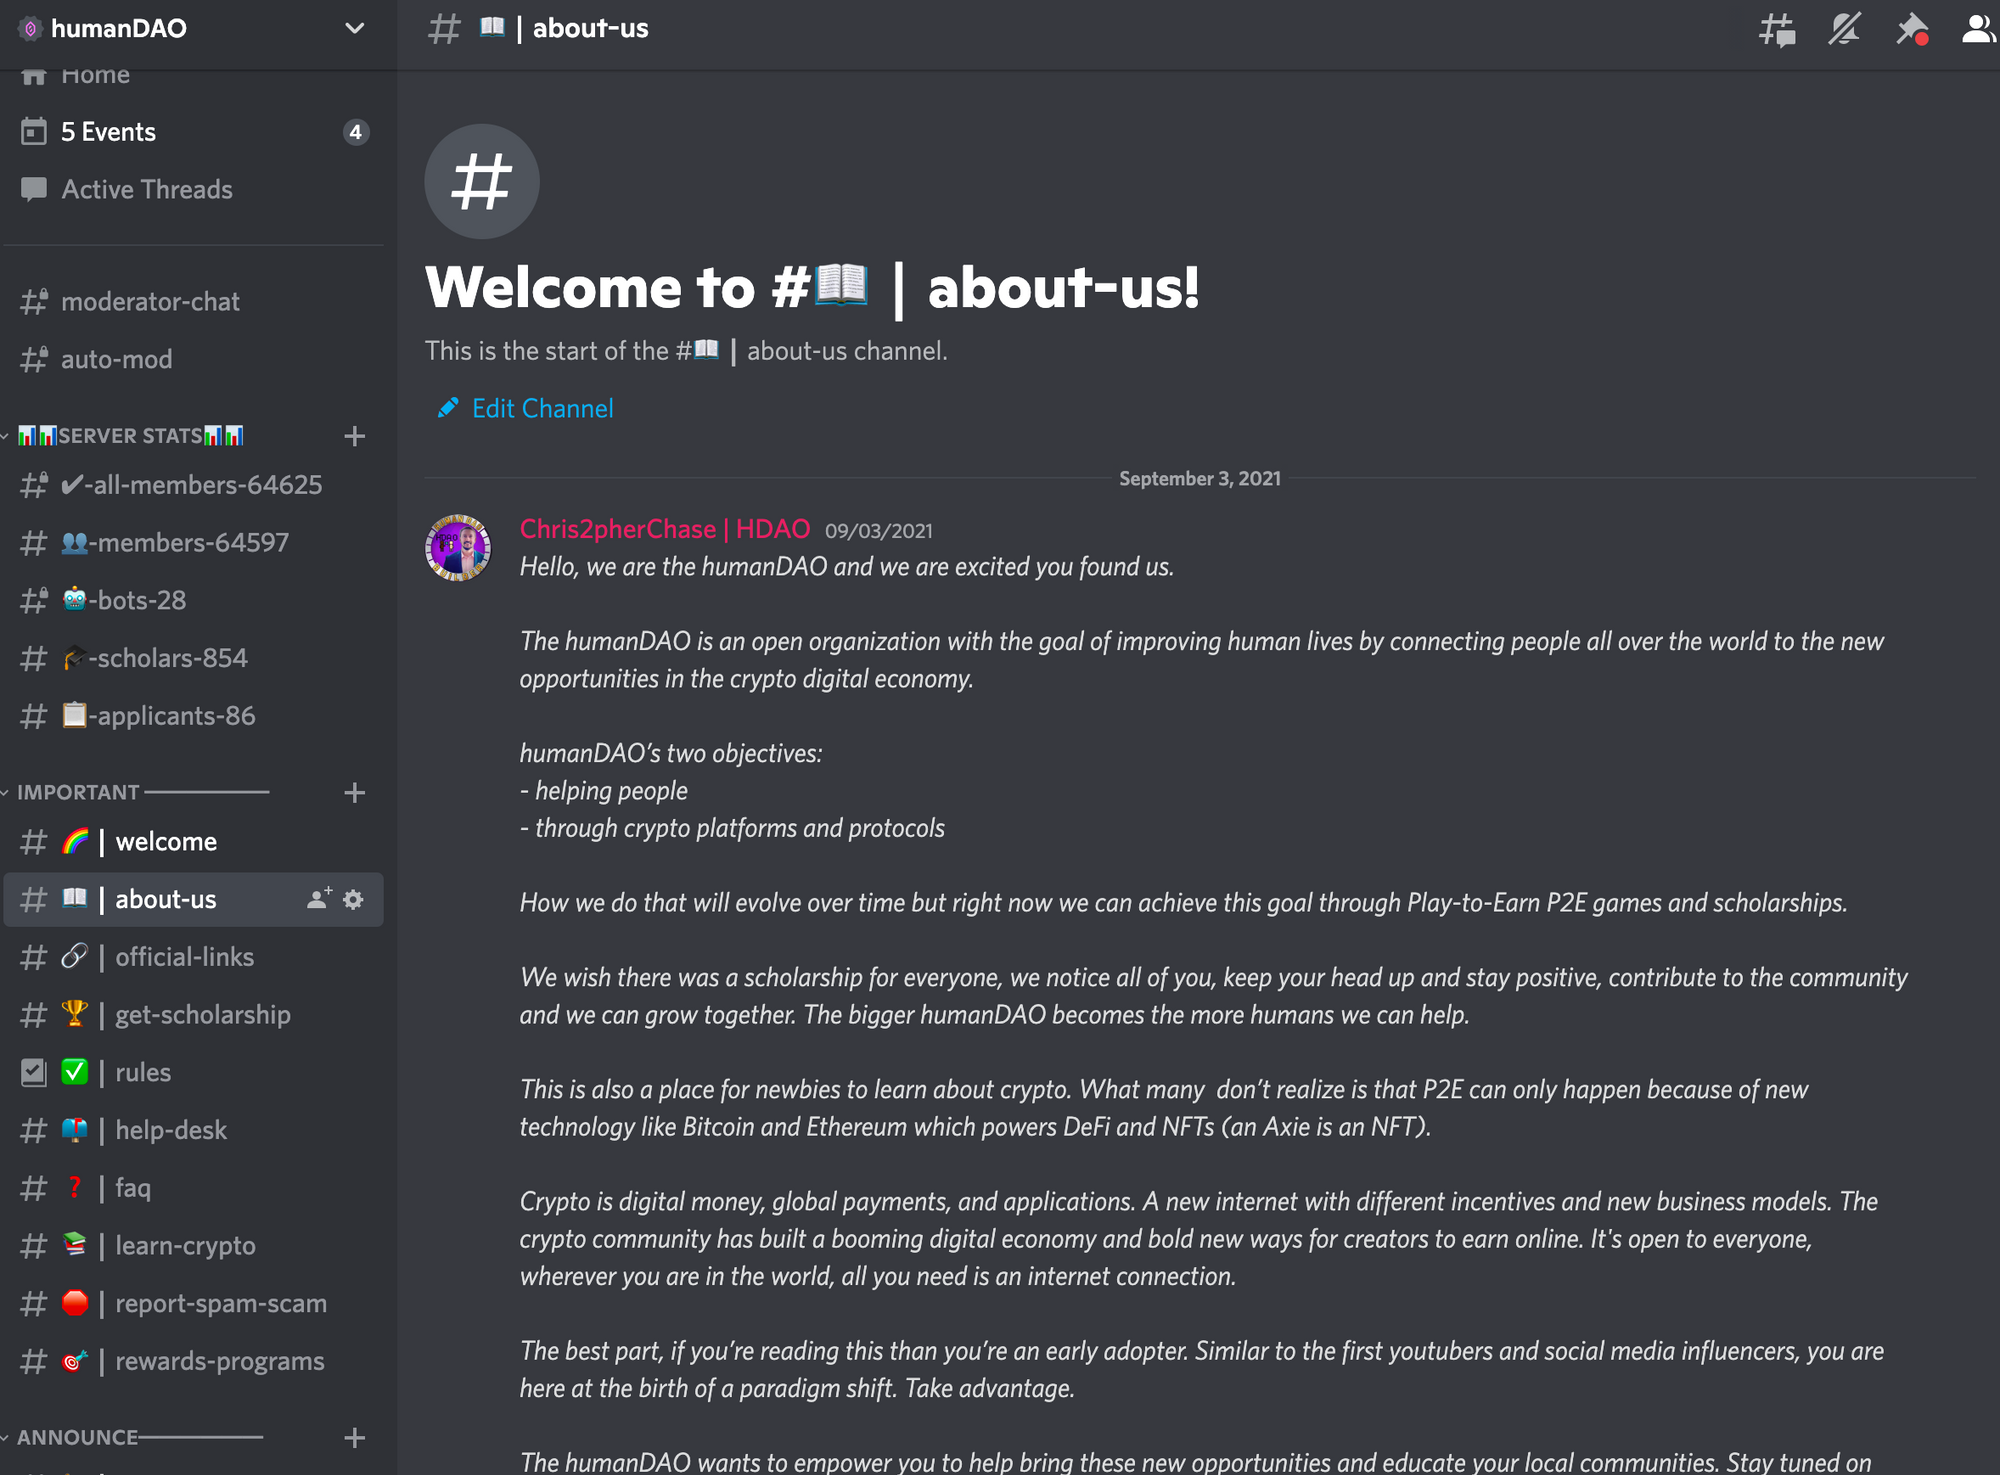 humanDAO
Home
5 Events
4
Active Threads
moderator-chat
auto-mod
📊📊SERVER STATS📊📊
✔-all-members-64625
👥-members-64597
🤖-bots-28
🎓-scholars-854
📋-applicants-86
IMPORTANT
🌈 | welcome
📖 | about-us
🔗 | official-links
🏆 | get-scholarship
✅ | rules
📬 | help-desk
❓ | faq
📚 | learn-crypto
🛑 | report-spam-scam
🎯 | rewards-programs
ANNOUNCE
# 📖 | about-us
Welcome to #📖 | about-us!
This is the start of the #📖 | about-us channel.
Edit Channel
September 3, 2021
Chris2pherChase | HDAO 09/03/2021
Hello, we are the humanDAO and we are excited you found us.
The humanDAO is an open organization with the goal of improving human lives by connecting people all over the world to the new
opportunities in the crypto digital economy.
humanDAO’s two objectives:
- helping people
- through crypto platforms and protocols
How we do that will evolve over time but right now we can achieve this goal through Play-to-Earn P2E games and scholarships.
We wish there was a scholarship for everyone, we notice all of you, keep your head up and stay positive, contribute to the community
and we can grow together. The bigger humanDAO becomes the more humans we can help.
This is also a place for newbies to learn about crypto. What many  don’t realize is that P2E can only happen because of new
technology like Bitcoin and Ethereum which powers DeFi and NFTs (an Axie is an NFT).
Crypto is digital money, global payments, and applications. A new internet with different incentives and new business models. The
crypto community has built a booming digital economy and bold new ways for creators to earn online. It's open to everyone,
wherever you are in the world, all you need is an internet connection.
The best part, if you’re reading this than you’re an early adopter. Similar to the first youtubers and social media influencers, you are
here at the birth of a paradigm shift. Take advantage.
The humanDAO wants to empower you to help bring these new opportunities and educate your local communities. Stay tuned on